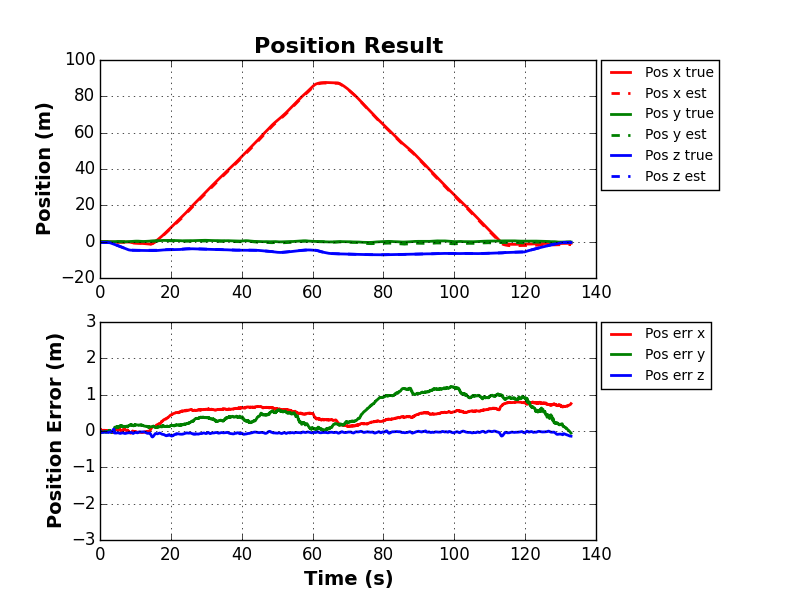 Position Result
Position (m)
100
80
60
40
20
0
−20
0 20 40 60 80 100 120 140
Pos x true
Pos x est
Pos y true
Pos y est
Pos z true
Pos z est
Position Error (m)
3
2
1
0
−1
−2
−3
0 20 40 60 80 100 120 140
Time (s)
Pos err x
Pos err y
Pos err z